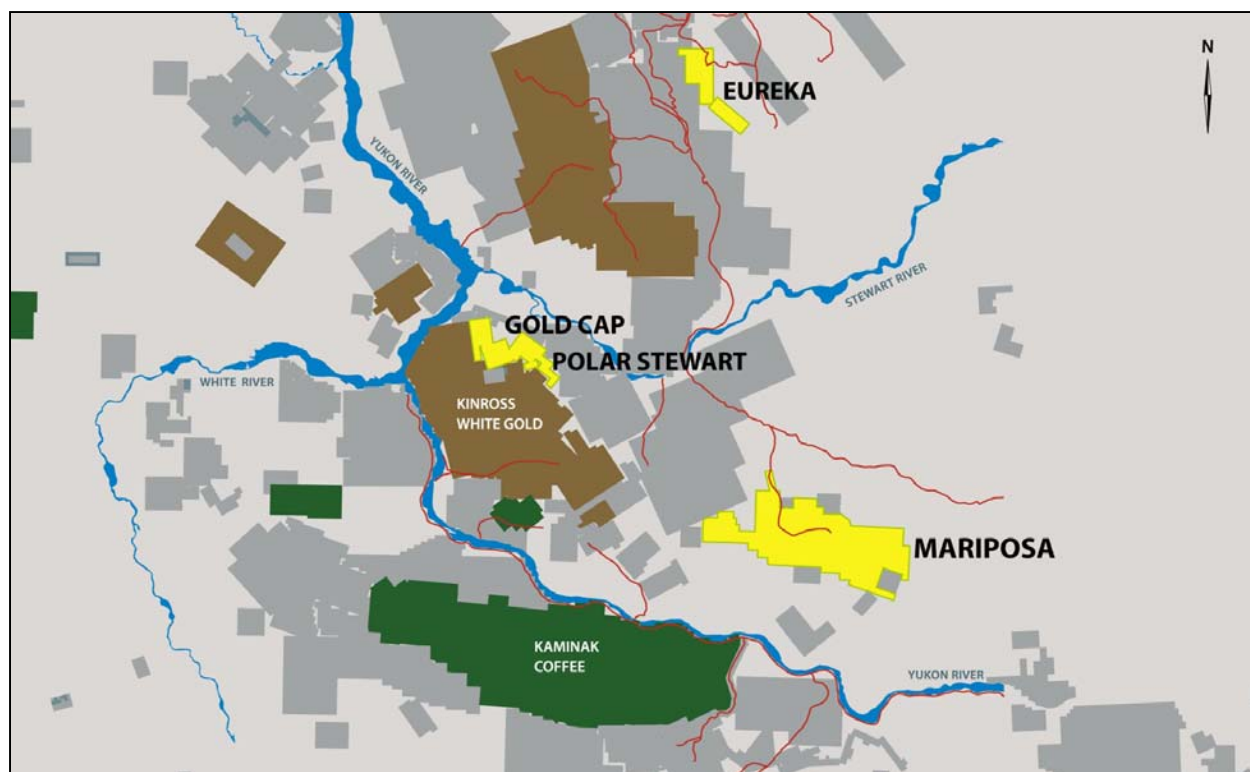 N
EUREKA
YUKON RIVER
STEWART RIVER
GOLD CAP
POLAR STEWART
WHITE RIVER
KINROSS
WHITE GOLD
MARIPOSA
KAMINAK
COFFEE
YUKON RIVER